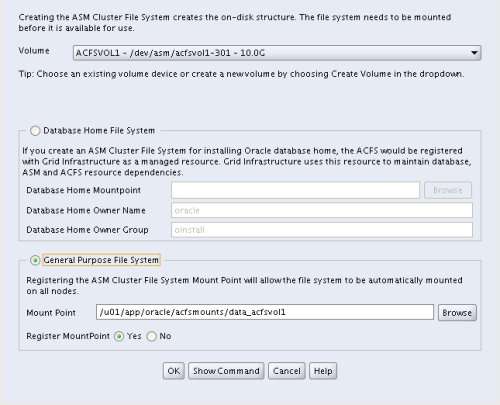 Creating the ASM Cluster File System creates the on-disk structure. The file system needs to be mounted
before it is available for use.
Volume ACFSVOL1 - /dev/asm/acfsvol1-301 - 10.0G
Tip: Choose an existing volume device or create a new volume by choosing Create Volume in the dropdown.
Database Home File System
If you create an ASM Cluster File System for installing Oracle database home, the ACFS would be registered
with Grid Infrastructure as a managed resource. Grid Infrastructure uses this resource to maintain database,
ASM and ACFS resource dependencies.
Database Home Mountpoint Browse
Database Home Owner Name oracle
Database Home Owner Group oinstall
General Purpose File System
Registering the ASM Cluster File System Mount Point will allow the file system to be automatically mounted
on all nodes.
Mount Point /u01/app/oracle/acfsmounts/data_acfsvol1 Browse
Register MountPoint Yes No
OK Show Command Cancel Help